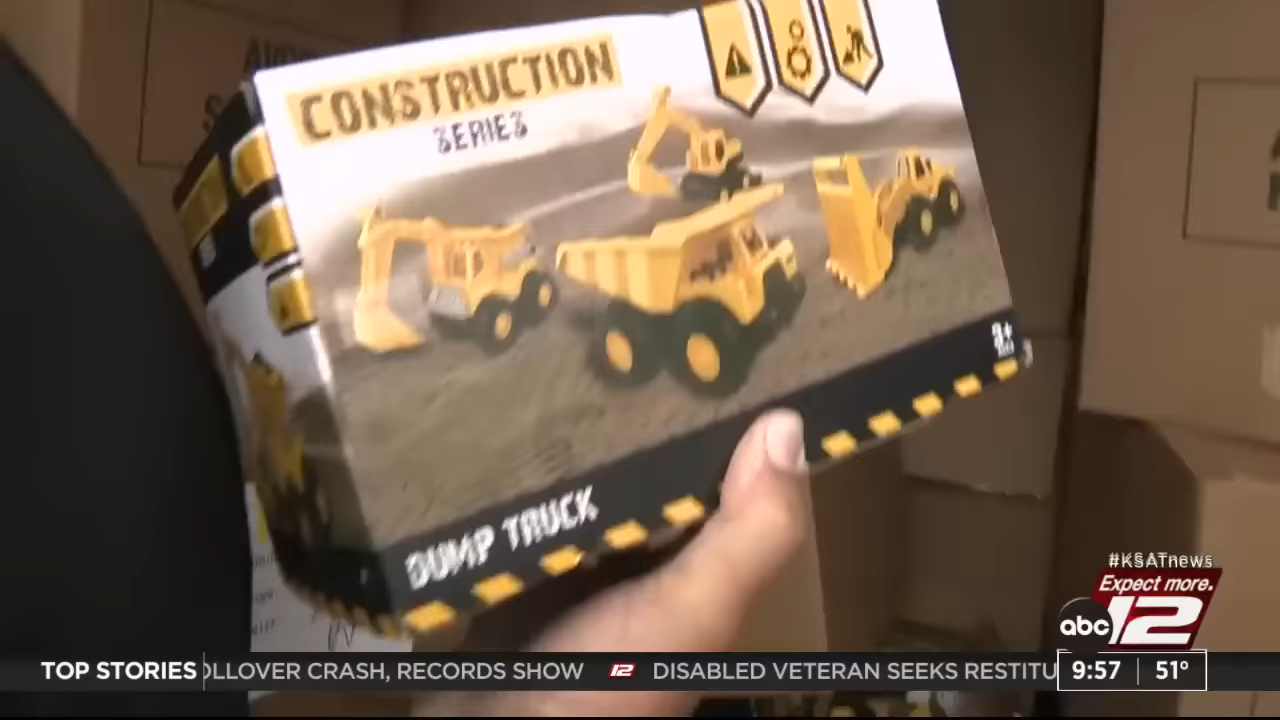 CONSTRUCTION
SERIES
3+
DUMP TRUCK
#KSATnews
Expect more.
abc 12
TOP STORIES OLLOVER CRASH, RECORDS SHOW 12 DISABLED VETERAN SEEKS RESTITU 9:57 51°